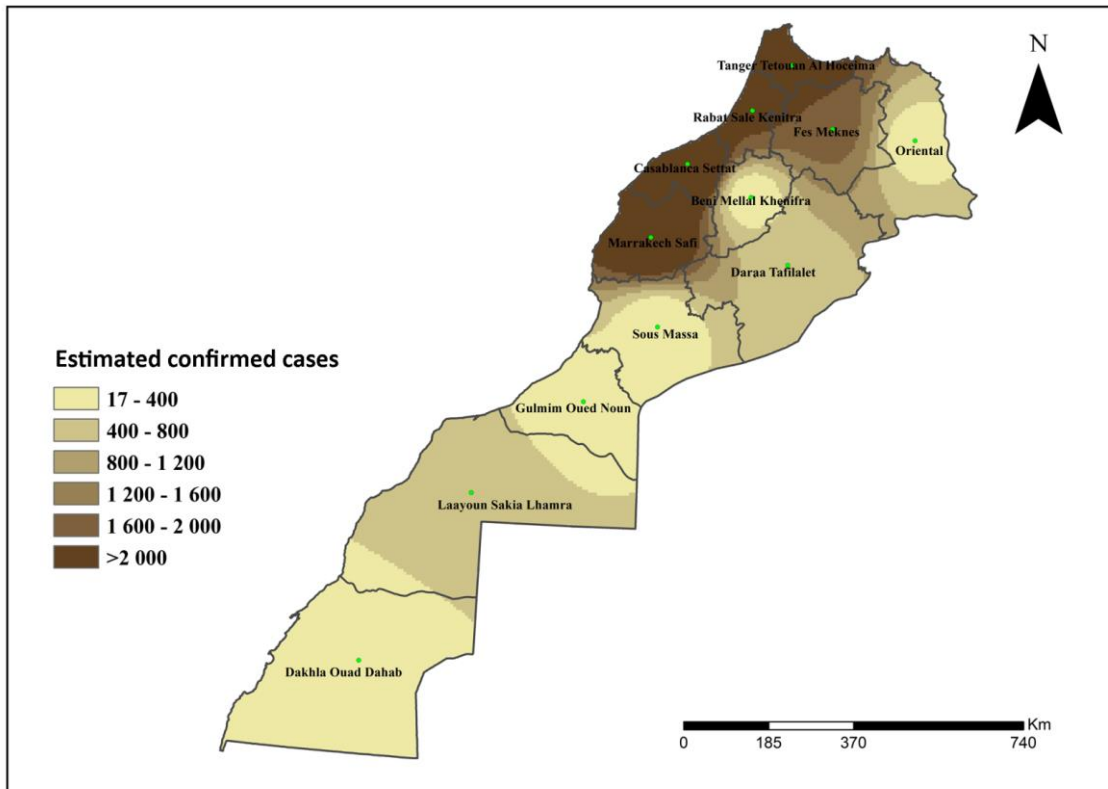 N
Tanger Tetouan Al Hoceima
Rabat Sale Kenitra
Fes Meknes
Oriental
Casablanca Settat
Beni Mellal Khenifra
Marrakech Safi
Daraa Tafilalet
Sous Massa
Gulmim Oued Noun
Laayoun Sakia Lhamra
Dakhla Ouad Dahab
Estimated confirmed cases
17 - 400
400 - 800
800 - 1 200
1 200 - 1 600
1 600 - 2 000
>2 000
Km
0 185 370 740